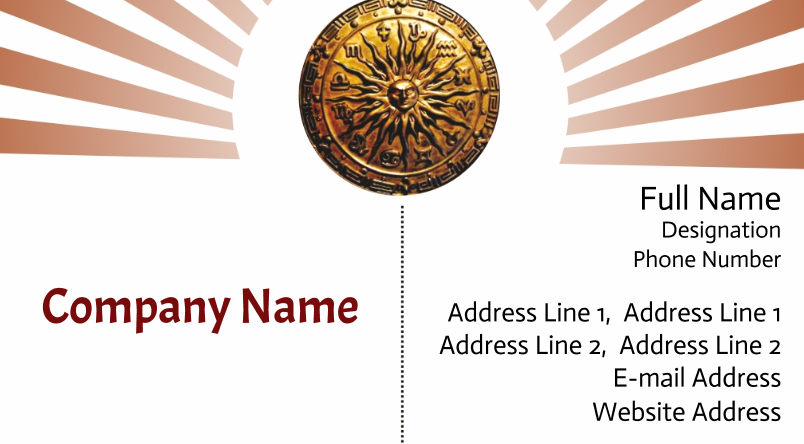 Full Name
Designation
Phone Number
Company Name
Address Line 1,  Address Line 1
Address Line 2,  Address Line 2
E-mail Address
Website Address